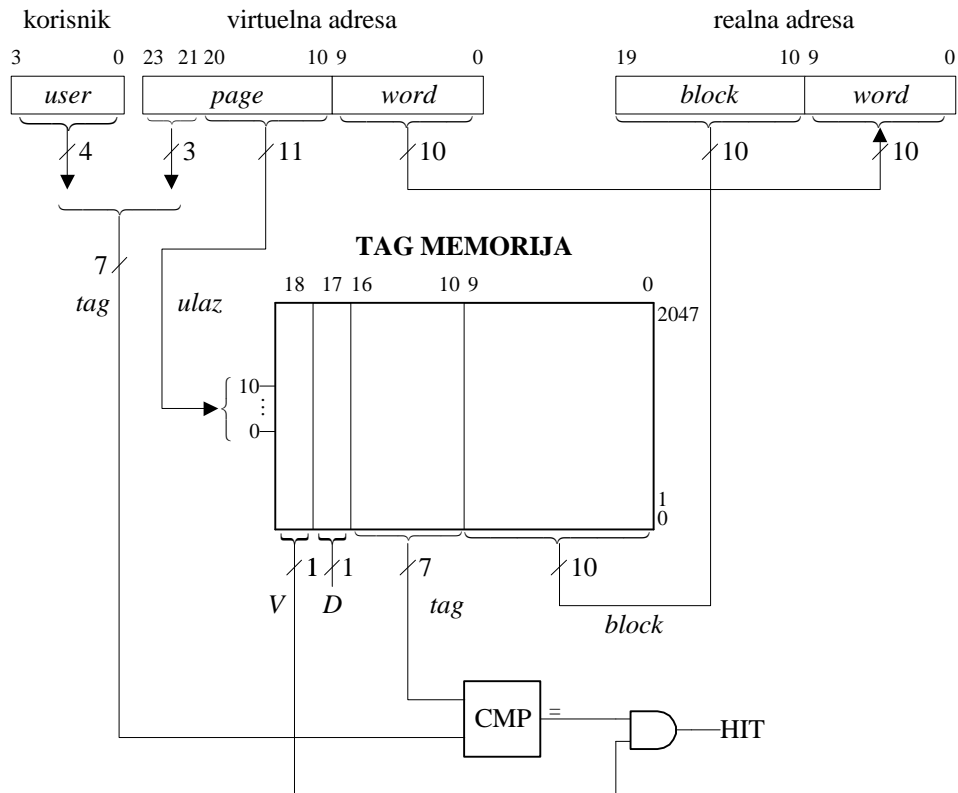 korisnik virtuelna adresa realna adresa
3 0 23 21 20 10 9 0 19 10 9 0
user page word block word
4 3 11 10 10 10
TAG MEMORIJA
7
tag ulaz
18 17 16 10 9 0
2047
10
⋮
0
1
0
1 1 7 10
V D tag block
CMP = HIT